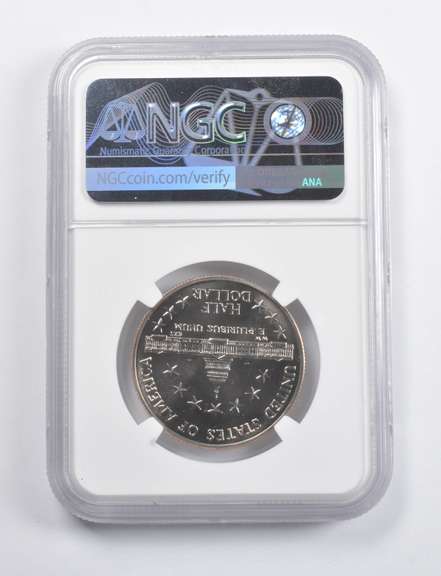 NGC
Numismatic Guaranty Corporation
NGCcoin.com/verify
ANA
HALF
DOLLAR
E PLURIBUS UNUM
UNITED STATES OF AMERICA